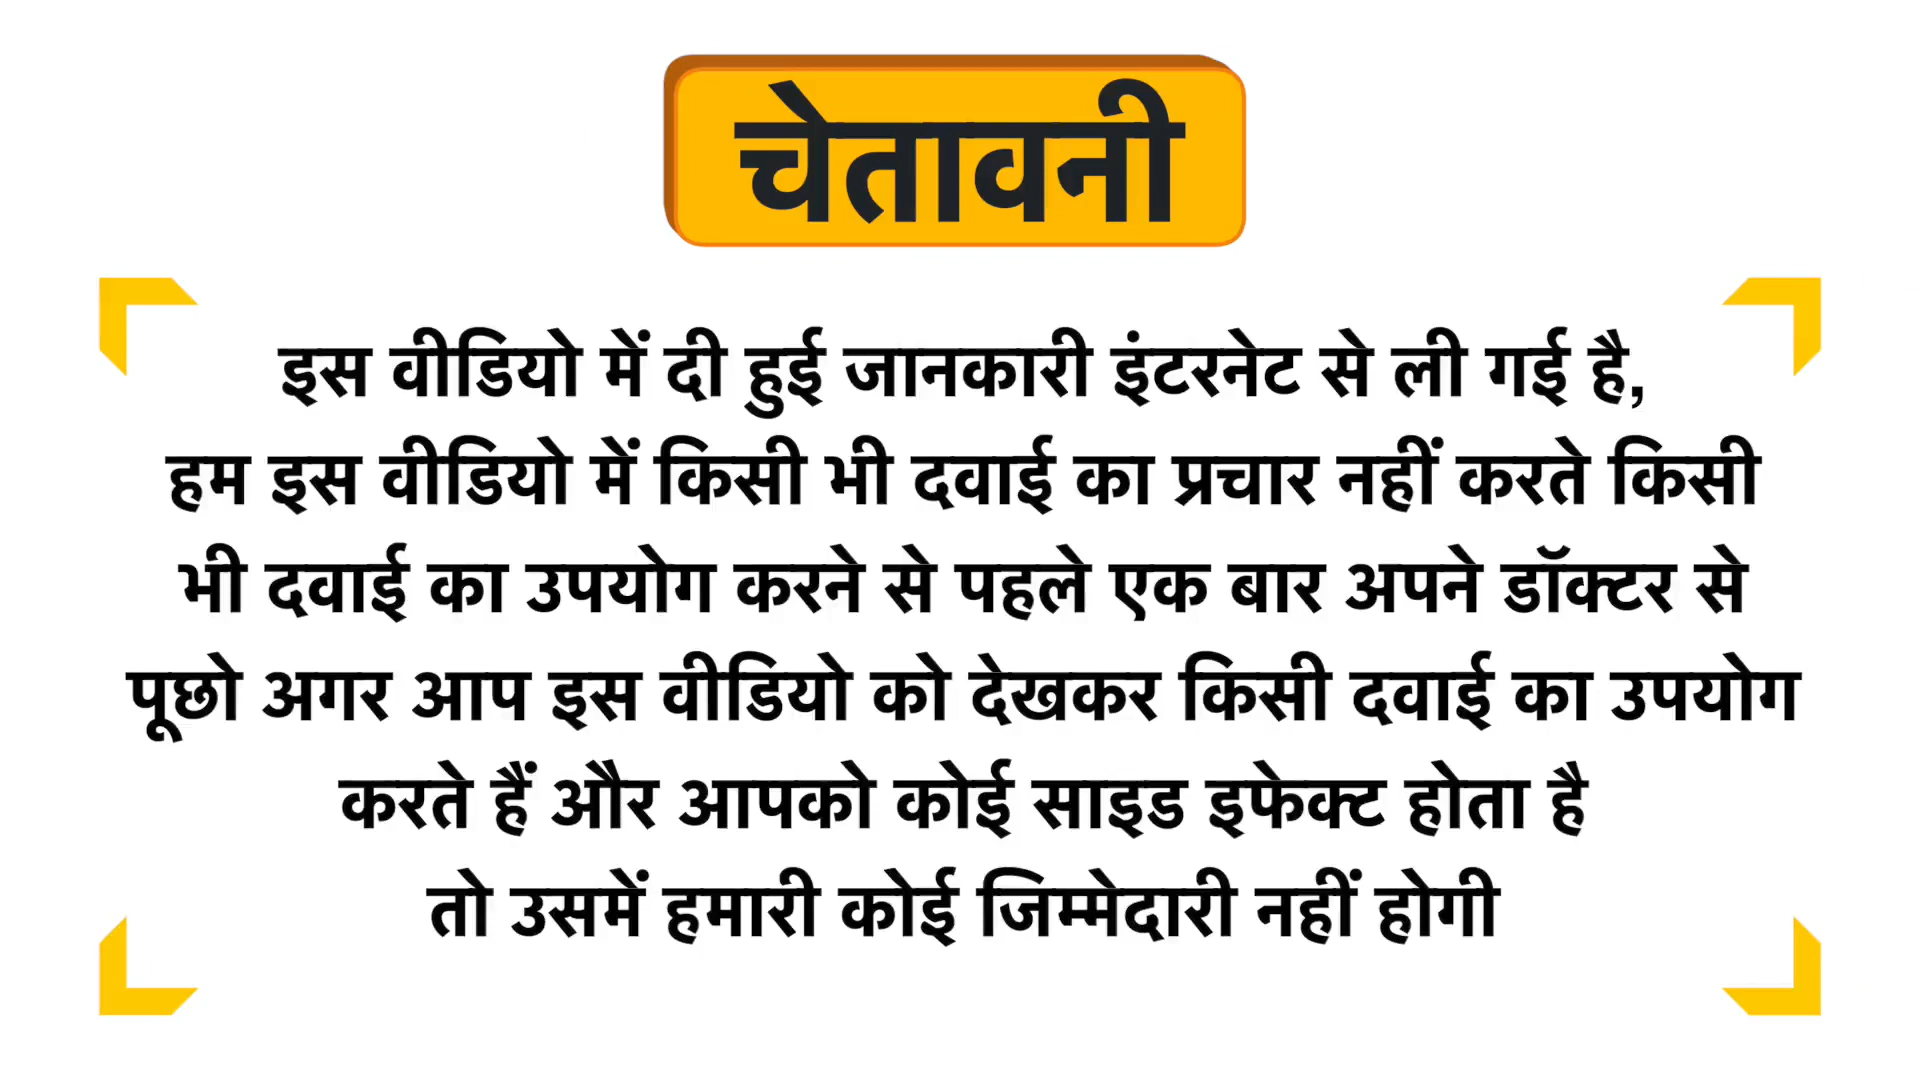 चेतावनी
इस वीडियो में दी हुई जानकारी इंटरनेट से ली गई है,
हम इस वीडियो में किसी भी दवाई का प्रचार नहीं करते किसी
भी दवाई का उपयोग करने से पहले एक बार अपने डॉक्टर से
पूछो अगर आप इस वीडियो को देखकर किसी दवाई का उपयोग
करते हैं और आपको कोई साइड इफेक्ट होता है
तो उसमें हमारी कोई जिम्मेदारी नहीं होगी